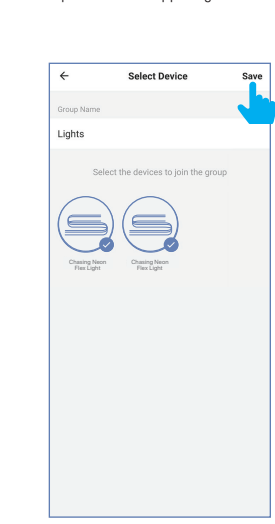 Select Device
Save
Group Name
Lights
Select the devices to join the group
Chasing Neon
Flex Light
Chasing Neon
Flex Light